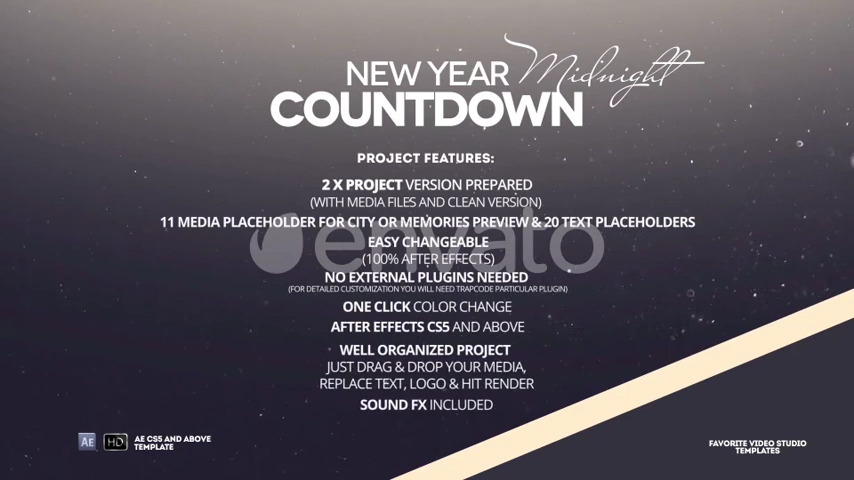 NEW YEAR Midnight
COUNTDOWN
PROJECT FEATURES:
2 X PROJECT VERSION PREPARED
(WITH MEDIA FILES AND CLEAN VERSION)
11 MEDIA PLACEHOLDER FOR CITY OR MEMORIES PREVIEW & 20 TEXT PLACEHOLDERS
envato
EASY CHANGEABLE
(100% AFTER EFFECTS)
NO EXTERNAL PLUGINS NEEDED
(FOR DETAILED CUSTOMIZATION YOU WILL NEED TRAPCODE PARTICULAR PLUGIN)
ONE CLICK COLOR CHANGE
AFTER EFFECTS CS5 AND ABOVE
WELL ORGANIZED PROJECT
JUST DRAG & DROP YOUR MEDIA,
REPLACE TEXT, LOGO & HIT RENDER
SOUND FX INCLUDED
AE HD AE CS5 AND ABOVE
TEMPLATE
FAVORITE VIDEO STUDIO
TEMPLATES